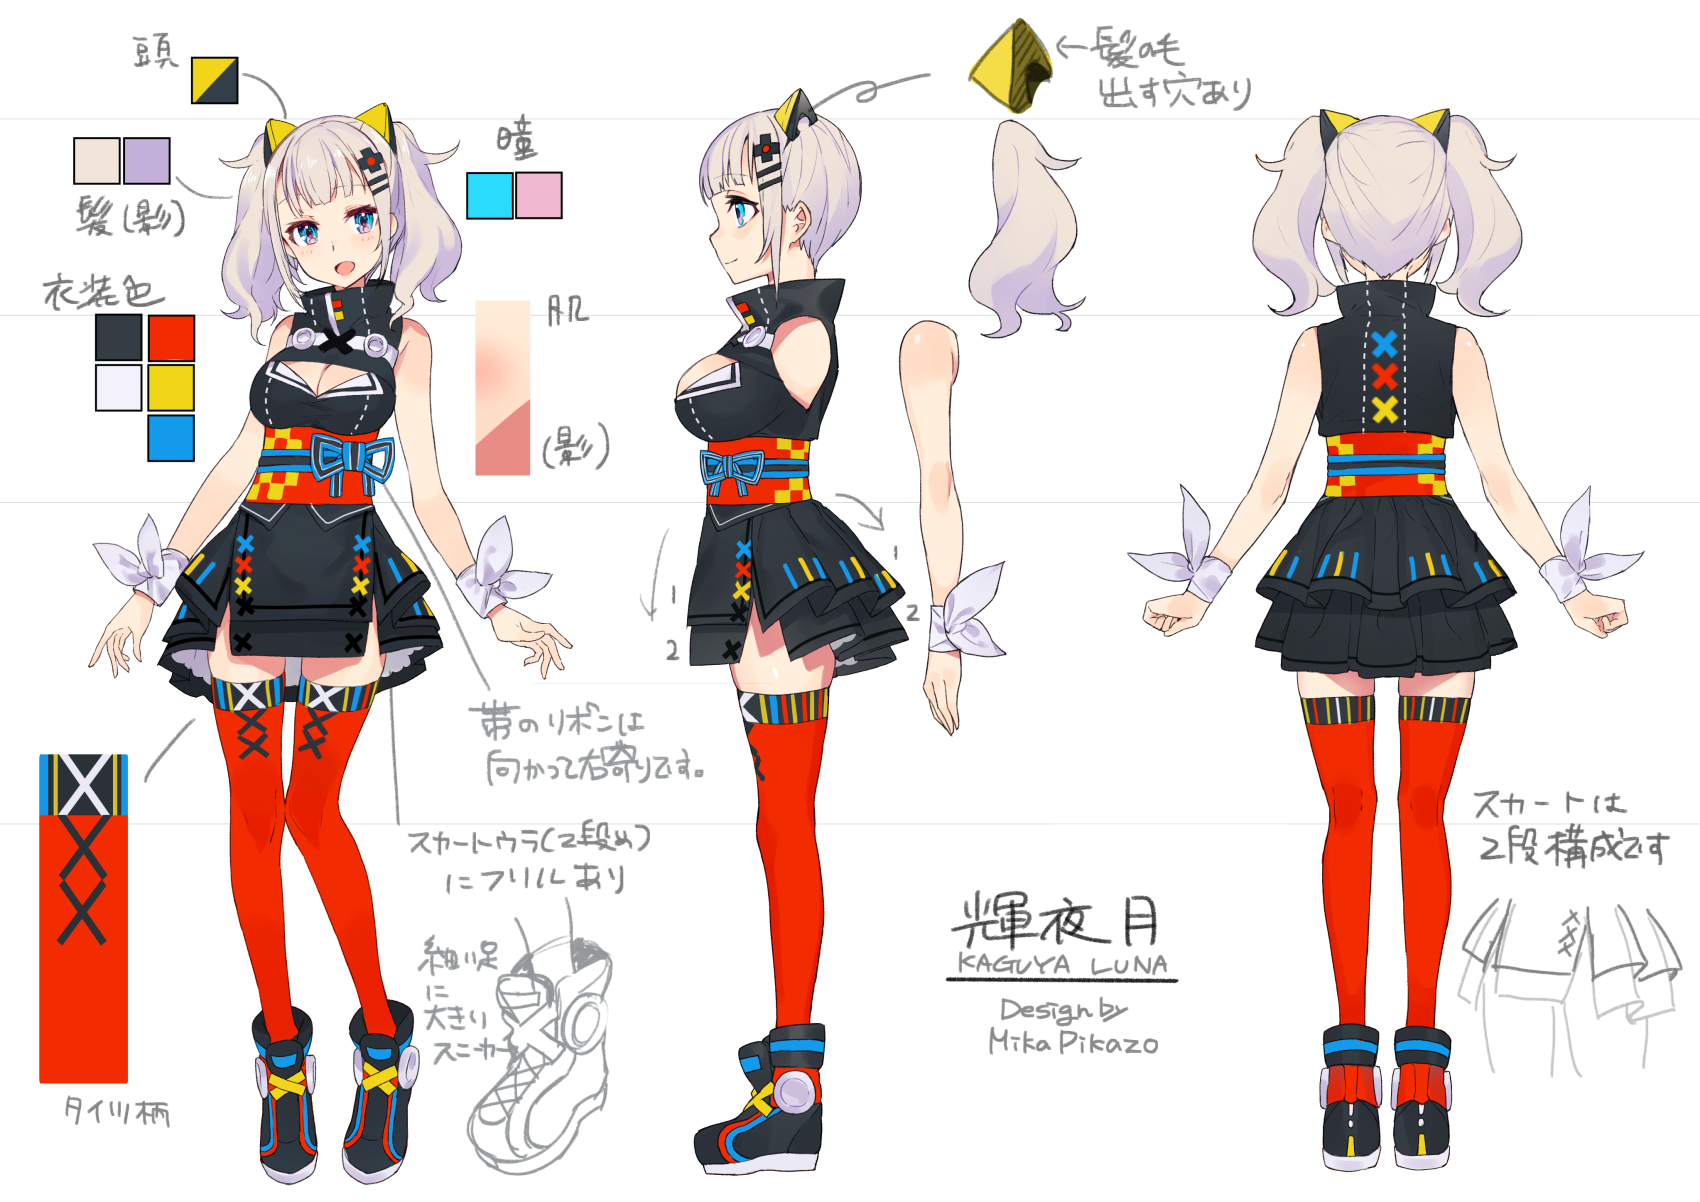 頭
←髪の毛
出す穴あり
瞳
髪(影)
衣装色
肌
(影)
1
2
1
2
帯のリボンは
向かって右寄りです。
スカートウラ(2段め)
にフリルあり
スカートは
2段構成です
輝夜月
KAGUYA LUNA
Design by
Mika Pikazo
細い足
に
大きい
スニーカー
タイツ柄